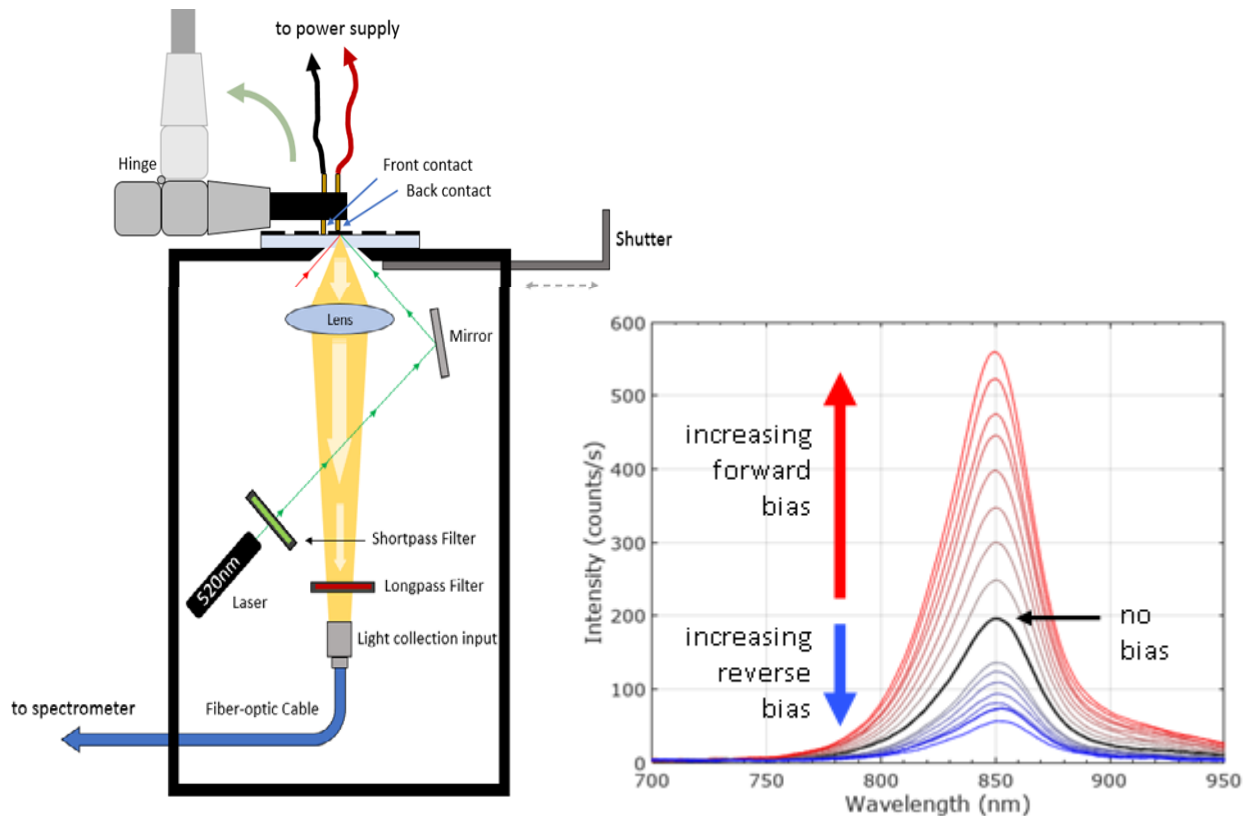 to power supply
Hinge
Front contact
Back contact
Shutter
Lens
Mirror
520nm
Shortpass Filter
Laser
Longpass Filter
Light collection input
Fiber-optic Cable
to spectrometer
600
500
400
300
200
100
0
Intensity (counts/s)
increasing
forward
bias
increasing
reverse
bias
no
bias
700
750
800
850
900
950
Wavelength (nm)